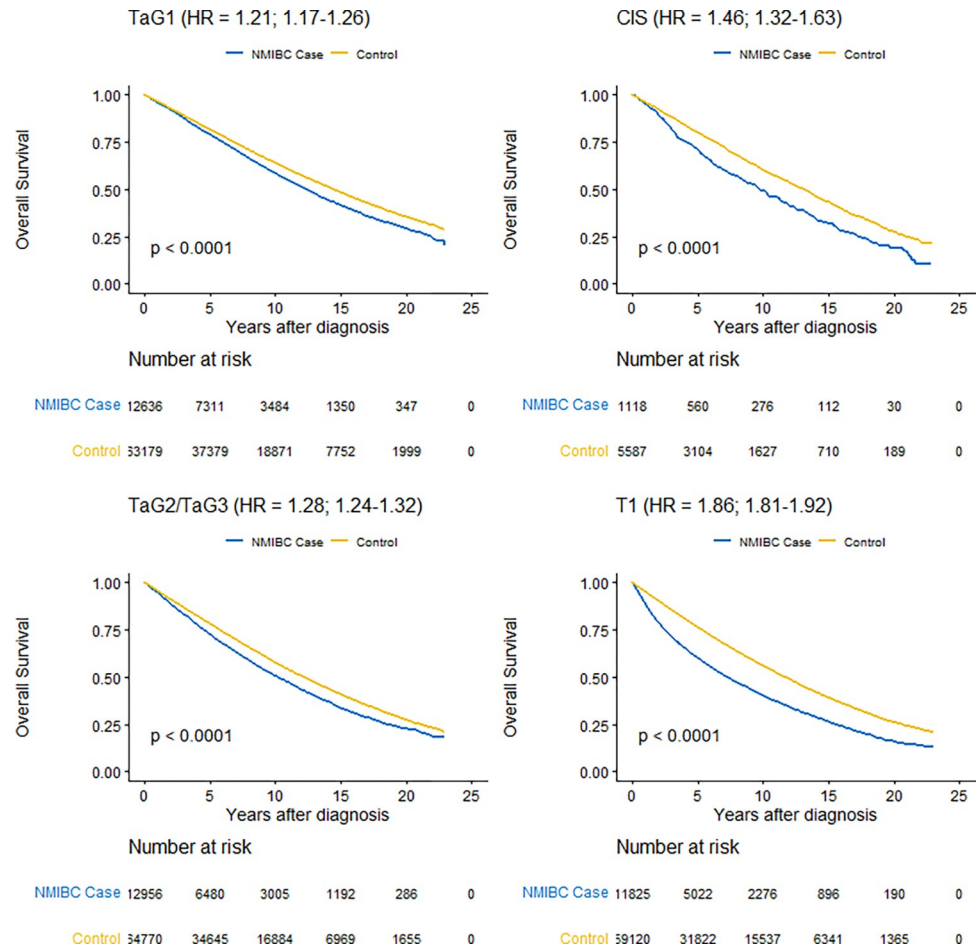 TaG1 (HR = 1.21; 1.17-1.26)
NMIBC Case Control
1.00
0.75
0.50
0.25
0.00
Overall Survival
p < 0.0001
0 5 10 15 20 25
Years after diagnosis
Number at risk
NMIBC Case 12636 7311 3484 1350 347 0
Control 63179 37379 18871 7752 1999 0
CIS (HR = 1.46; 1.32-1.63)
NMIBC Case Control
1.00
0.75
0.50
0.25
0.00
Overall Survival
p < 0.0001
0 5 10 15 20 25
Years after diagnosis
Number at risk
NMIBC Case 1118 560 276 112 30 0
Control 5587 3104 1627 710 189 0
TaG2/TaG3 (HR = 1.28; 1.24-1.32)
NMIBC Case Control
1.00
0.75
0.50
0.25
0.00
Overall Survival
p < 0.0001
0 5 10 15 20 25
Years after diagnosis
Number at risk
NMIBC Case 12956 6480 3005 1192 286 0
Control 64770 34645 16884 6969 1655 0
T1 (HR = 1.86; 1.81-1.92)
NMIBC Case Control
1.00
0.75
0.50
0.25
0.00
Overall Survival
p < 0.0001
0 5 10 15 20 25
Years after diagnosis
Number at risk
NMIBC Case 11825 5022 2276 896 190 0
Control 59120 31822 15537 6341 1365 0